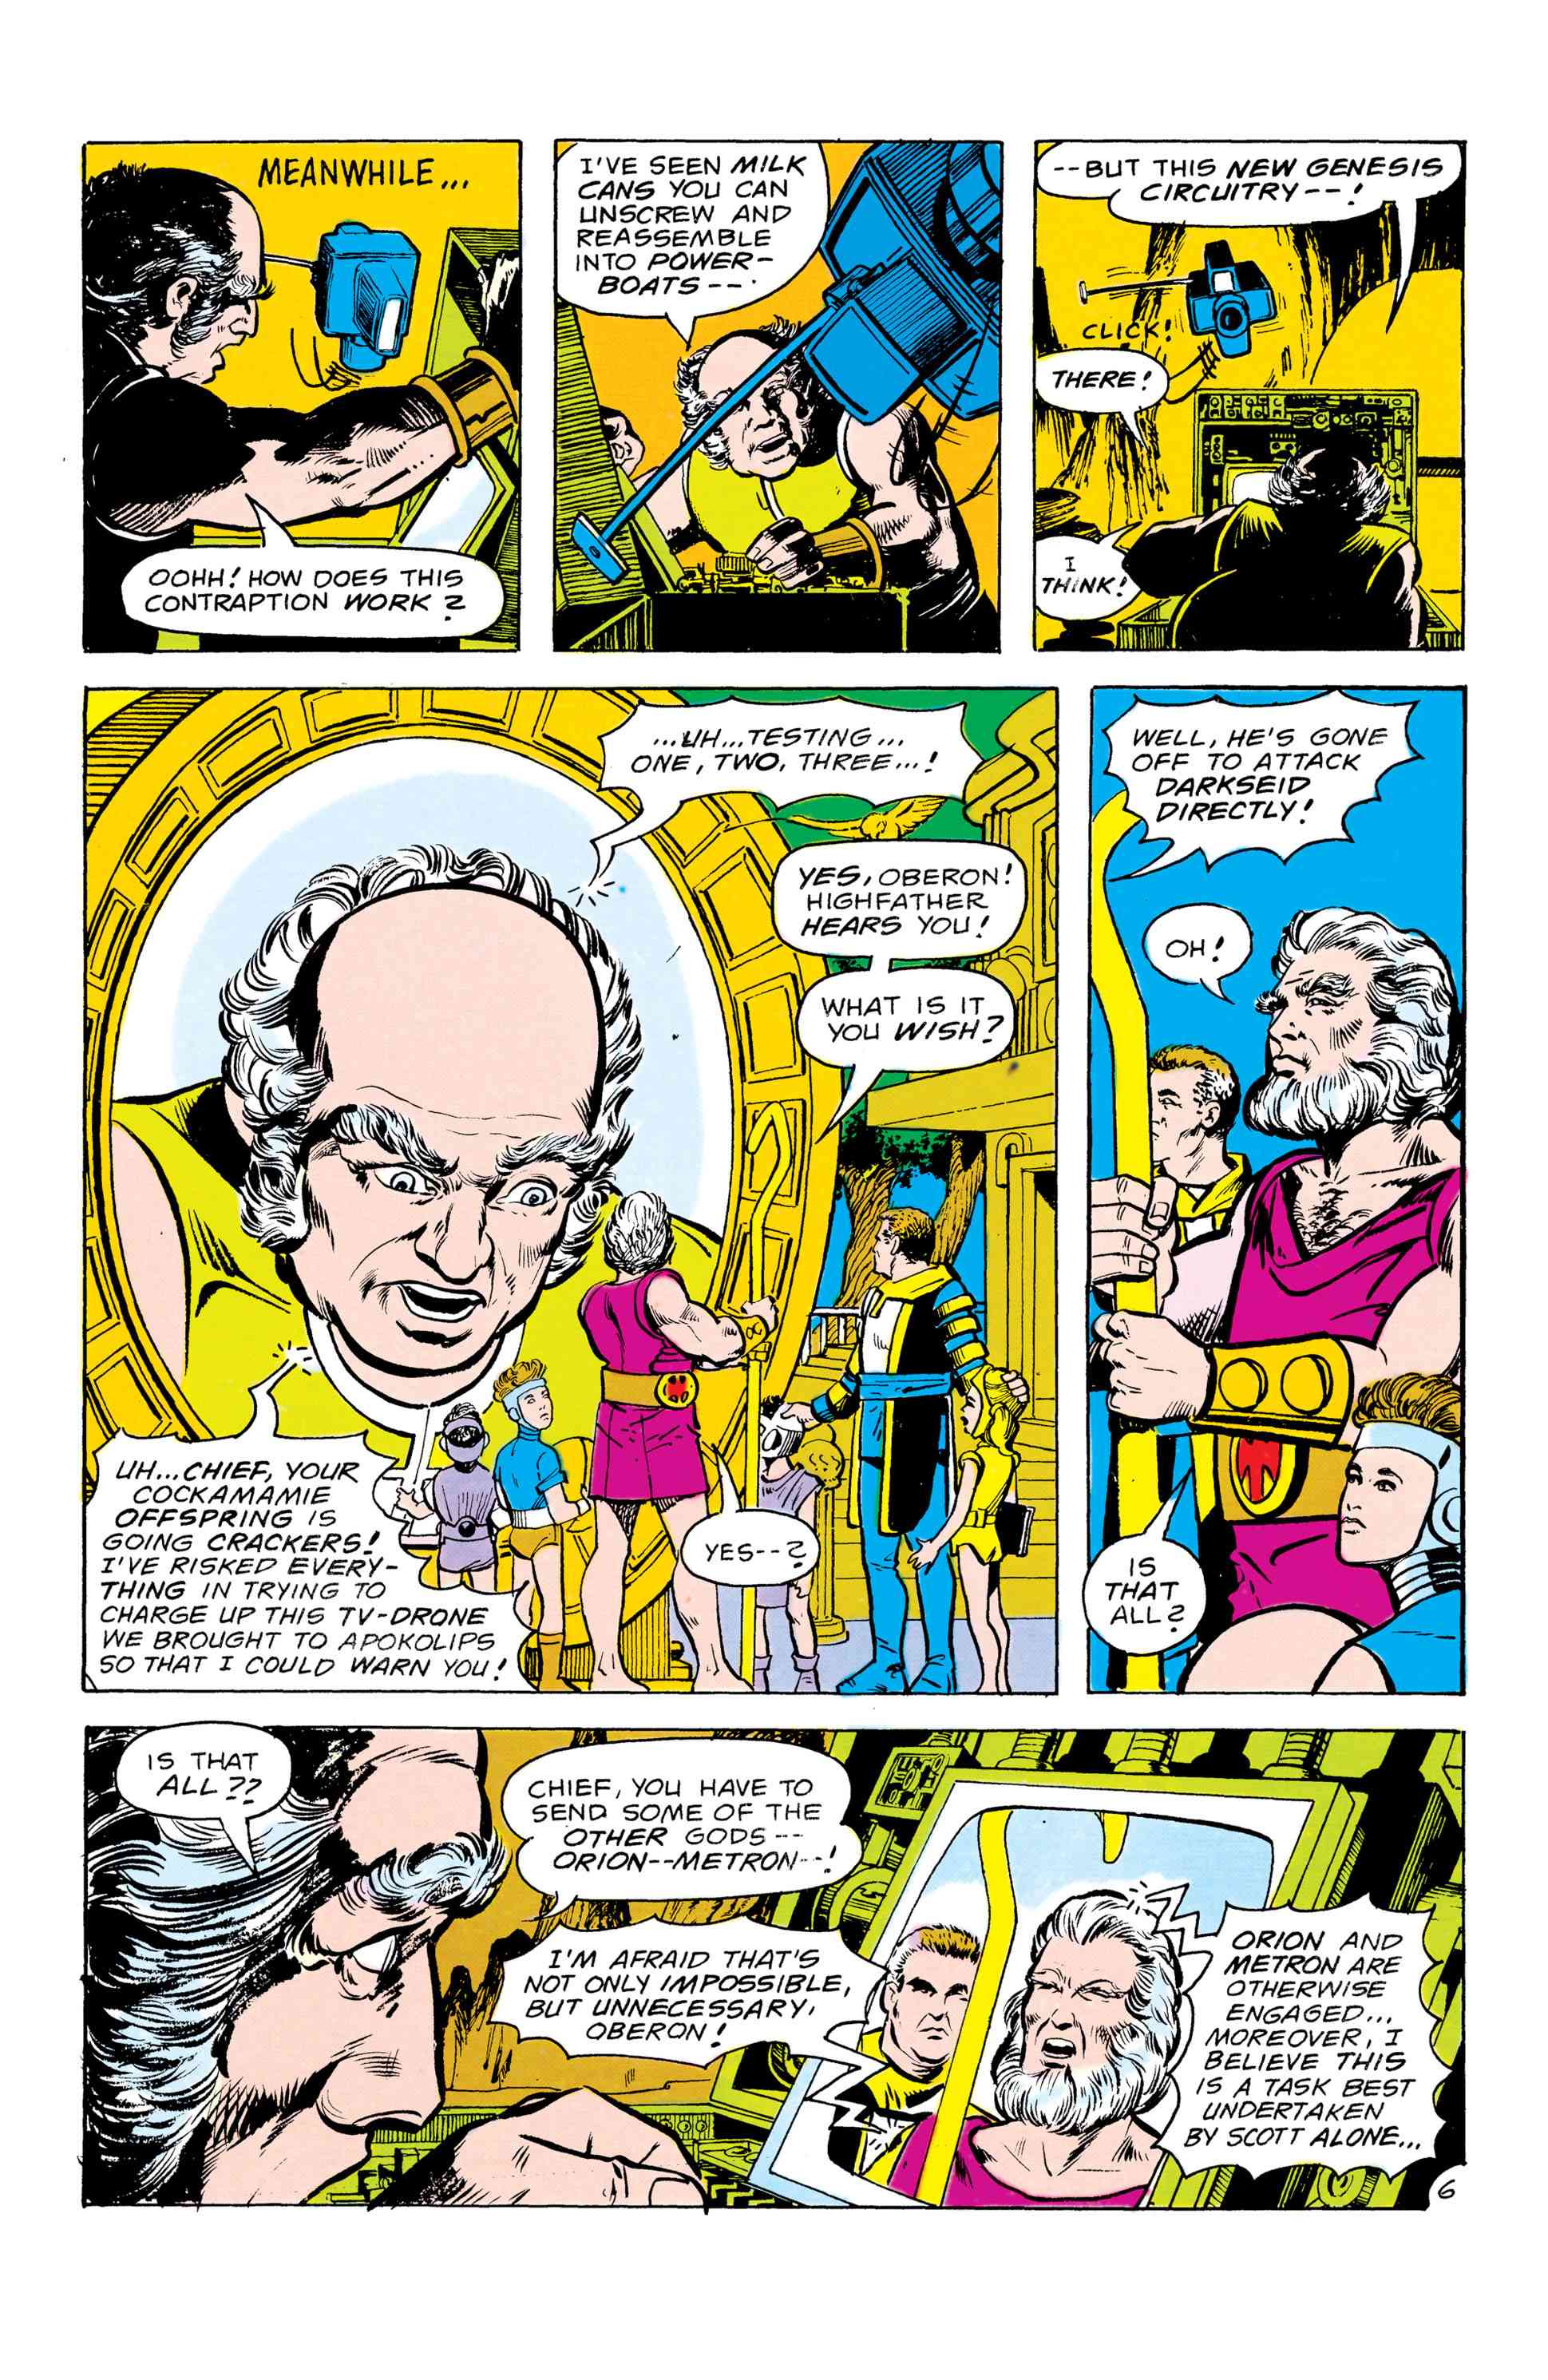 MEANWHILE...
OOHH! HOW DOES THIS
CONTRAPTION WORK?
I'VE SEEN MILK
CANS YOU CAN
UNSCREW AND
REASSEMBLE
INTO POWER-
BOATS--
--BUT THIS NEW GENESIS
CIRCUITRY--!
CLICK!
THERE!
I
THINK!
...UH...TESTING...
ONE, TWO, THREE...!
YES, OBERON!
HIGHFATHER
HEARS YOU!
WHAT IS IT
YOU WISH?
UH...CHIEF, YOUR
COCKAMAMIE
OFFSPRING IS
GOING CRACKERS!
I'VE RISKED EVERY-
THING IN TRYING TO
CHARGE UP THIS TV-DRONE
WE BROUGHT TO APOKOLIPS
SO THAT I COULD WARN YOU!
YES--?
WELL, HE'S GONE
OFF TO ATTACK
DARKSEID
DIRECTLY!
OH!
IS
THAT
ALL?
IS THAT
ALL??
CHIEF, YOU HAVE TO
SEND SOME OF THE
OTHER GODS--
ORION--METRON--!
I'M AFRAID THAT'S
NOT ONLY IMPOSSIBLE,
BUT UNNECESSARY,
OBERON!
ORION AND
METRON ARE
OTHERWISE
ENGAGED...
MOREOVER, I
BELIEVE THIS
IS A TASK BEST
UNDERTAKEN
BY SCOTT ALONE...
6